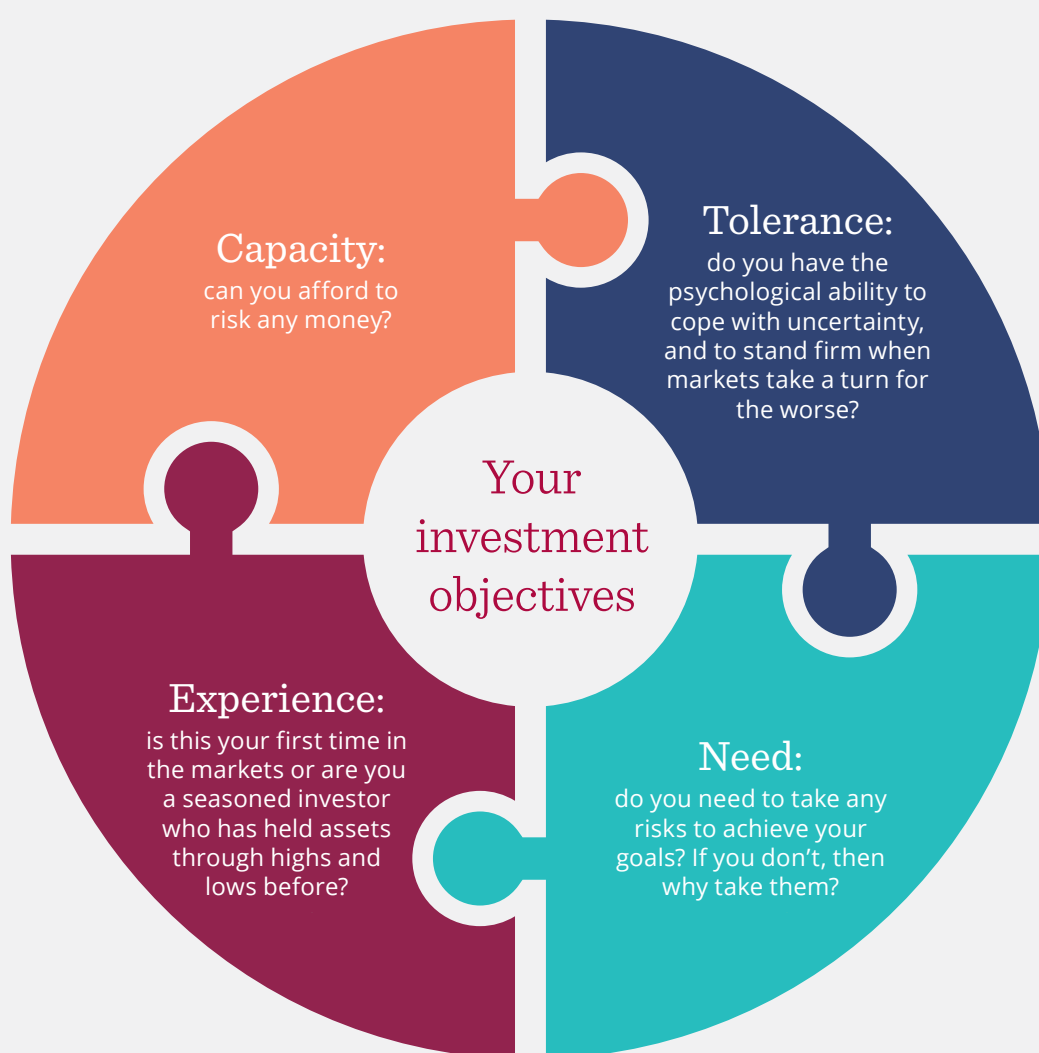 Capacity:
can you afford to
risk any money?
Tolerance:
do you have the
psychological ability to
cope with uncertainty,
and to stand firm when
markets take a turn for
the worse?
Your
investment
objectives
Experience:
is this your first time in
the markets or are you
a seasoned investor
who has held assets
through highs and
lows before?
Need:
do you need to take any
risks to achieve your
goals? If you don’t, then
why take them?